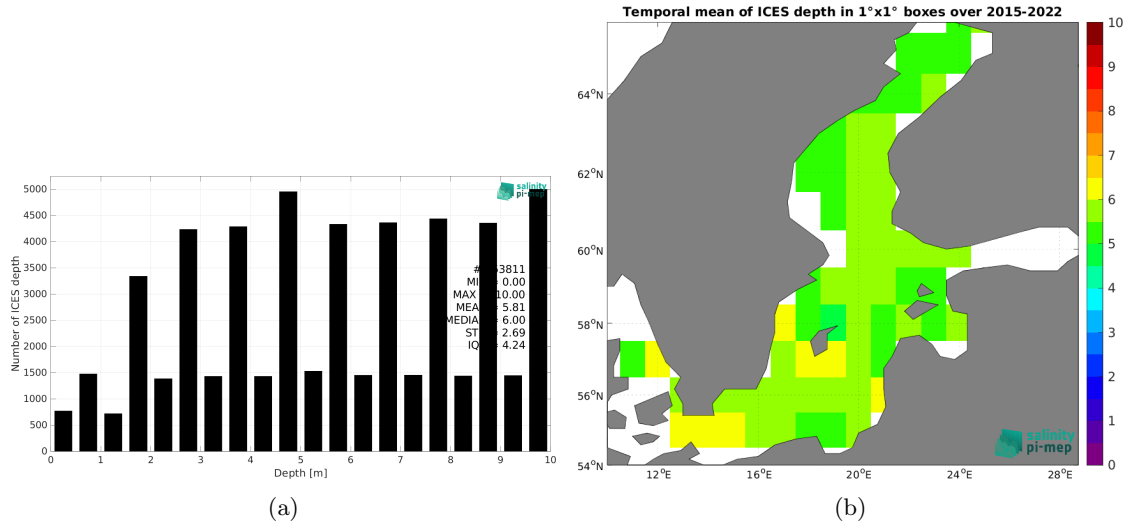 Temporal mean of ICES depth in 1°x1° boxes over 2015-2022
salinity
pi-mep
Number of ICES depth
5000
4500
4000
3500
3000
2500
2000
1500
1000
500
0
MAX
10.00
= 0.00
= 5.81
MEDIAN
= 6.00
= 2.69
= 4.24
0 1 2 3 4 5 6 7 8 9 10
Depth [m]
(a)
64°N
62°N
60°N
58°N
56°N
54°N
12°E 16°E 20°E 24°E 28°E
10
9
8
7
6
5
4
3
2
1
0
salinity
pi-mep
(b)